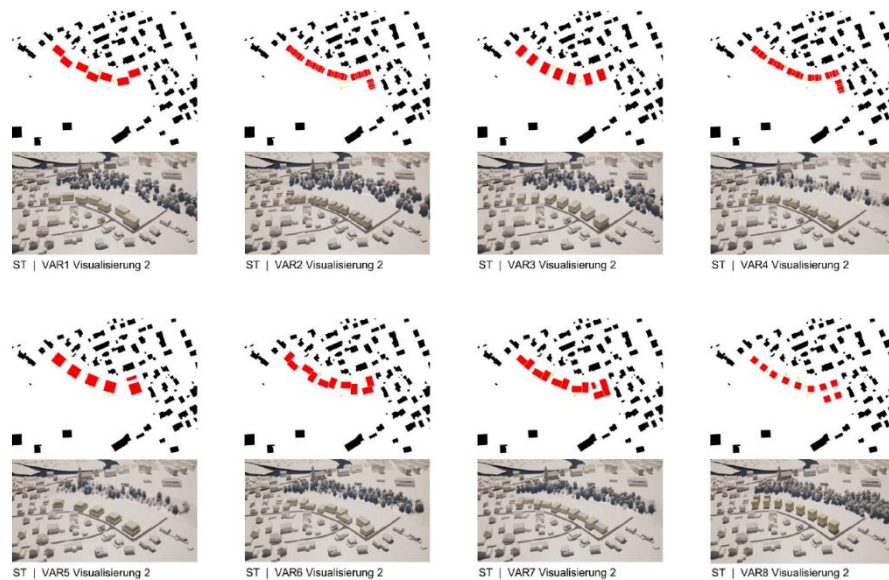 ST | VAR1 Visualisierung 2
ST | VAR2 Visualisierung 2
ST | VAR3 Visualisierung 2
ST | VAR4 Visualisierung 2
ST | VAR5 Visualisierung 2
ST | VAR6 Visualisierung 2
ST | VAR7 Visualisierung 2
ST | VAR8 Visualisierung 2